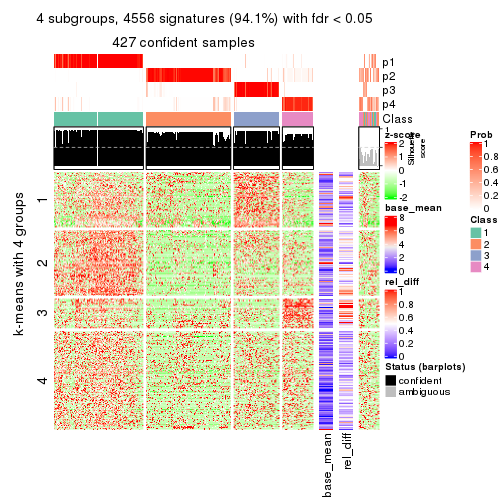 4 subgroups, 4556 signatures (94.1%) with fdr < 0.05
427 confident samples
p1
p2
p3
p4
Class
1
Silhouette
score
k-means with 4 groups
1
2
3
4
base_mean
rel_diff
z-score
2
1
0
-1
-2
base_mean
8
6
4
2
0
rel_diff
1
0.8
0.6
0.4
0.2
0
Status (barplots)
confident
ambiguous
Prob
1
0.8
0.6
0.4
0.2
0
Class
1
2
3
4